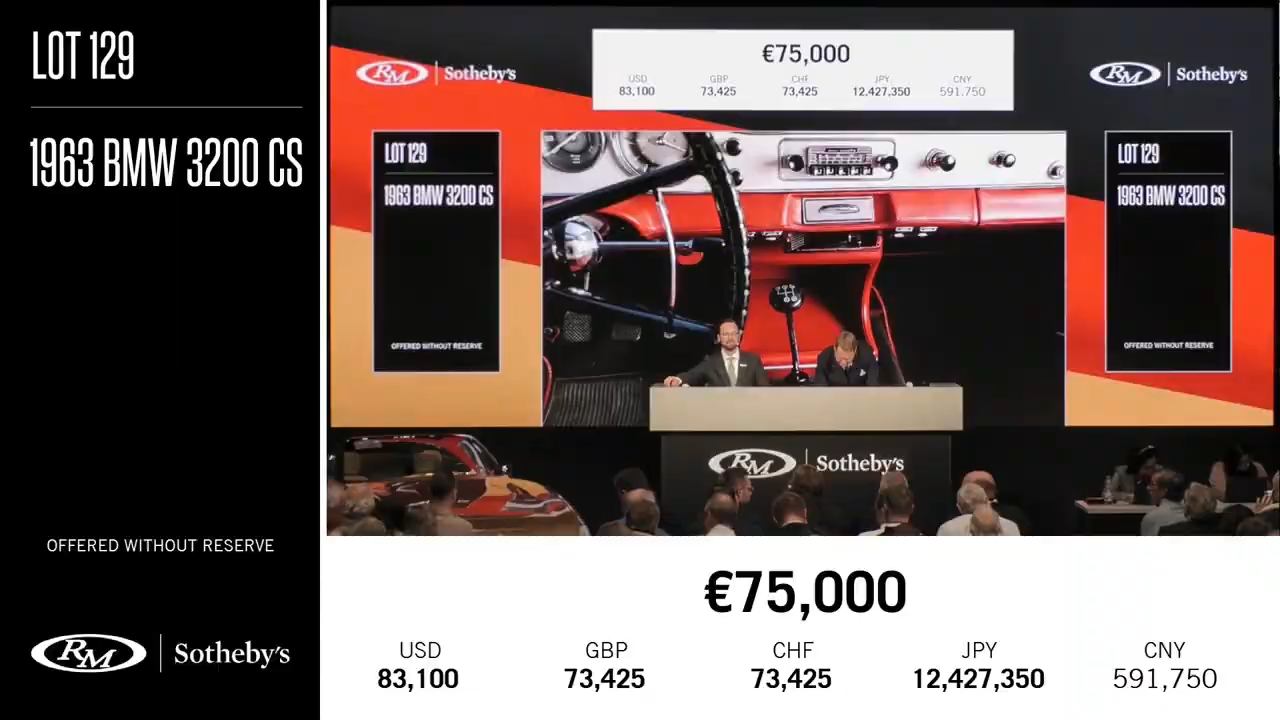 LOT 129
1963 BMW 3200 CS
OFFERED WITHOUT RESERVE
RM | Sotheby's
RM | Sotheby's
€75,000
USD GBP CHF JPY CNY
83,100 73,425 73,425 12,427,350 591,750
RM | Sotheby's
LOT 129
1963 BMW 3200 CS
OFFERED WITHOUT RESERVE
LOT 129
1963 BMW 3200 CS
OFFERED WITHOUT RESERVE
RM | Sotheby's
€75,000
USD GBP CHF JPY CNY
83,100 73,425 73,425 12,427,350 591,750